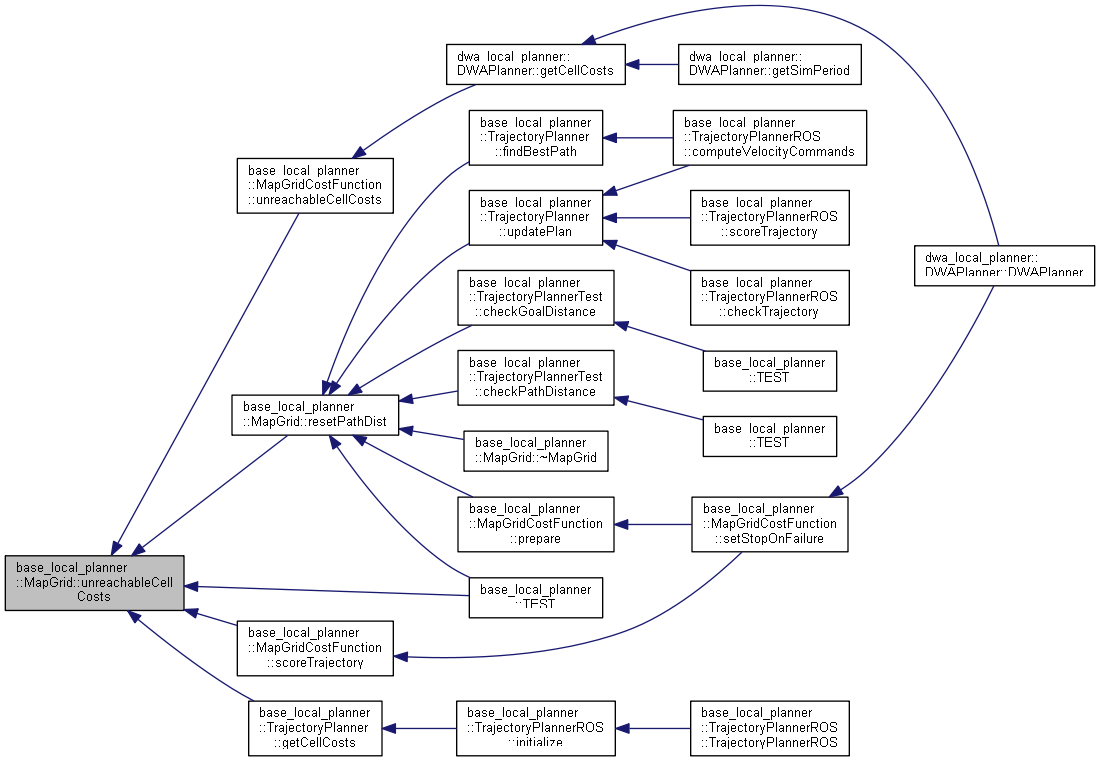 dwa_local_planner::
DWAPlanner::getCellCosts
dwa_local_planner::
DWAPlanner::getSimPeriod
base_local_planner
::TrajectoryPlanner
::findBestPath
base_local_planner
::TrajectoryPlannerROS
::computeVelocityCommands
base_local_planner
::MapGridCostFunction
::unreachableCellCosts
base_local_planner
::TrajectoryPlanner
::updatePlan
base_local_planner
::TrajectoryPlannerROS
::scoreTrajectory
dwa_local_planner::
DWAPlanner::DWAPlanner
base_local_planner
::TrajectoryPlannerTest
::checkGoalDistance
base_local_planner
::TrajectoryPlannerROS
::checkTrajectory
base_local_planner
::TEST
base_local_planner
::TrajectoryPlannerTest
::checkPathDistance
base_local_planner
::MapGrid::resetPathDist
base_local_planner
::TEST
base_local_planner
::MapGrid::~MapGrid
base_local_planner
::MapGridCostFunction
::prepare
base_local_planner
::MapGridCostFunction
::setStopOnFailure
base_local_planner
::MapGrid::unreachableCell
Costs
base_local_planner
::TEST
base_local_planner
::MapGridCostFunction
::scoreTrajectory
base_local_planner
::TrajectoryPlanner
::getCellCosts
base_local_planner
::TrajectoryPlannerROS
::initialize
base_local_planner
::TrajectoryPlannerROS
::TrajectoryPlannerROS